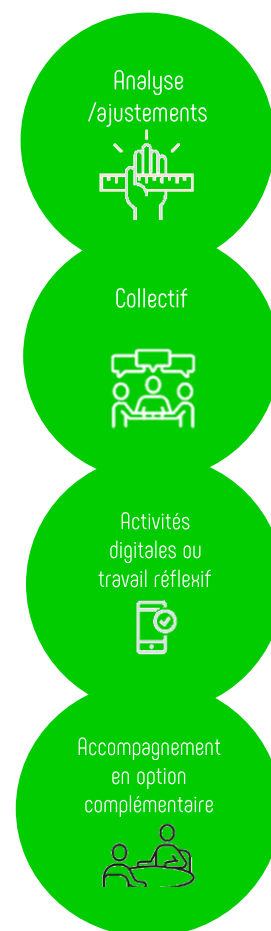 Analyse
/ajustements
Collectif
Activités
digitales ou
travail réflexif
Accompagnement
en option
complémentaire